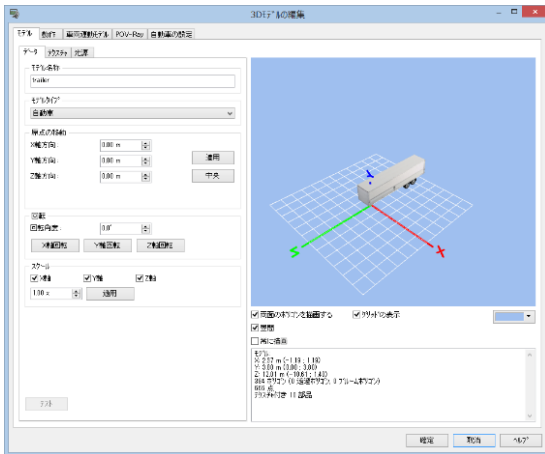 3Dﾓﾃﾞﾙの編集
ﾓﾃﾞﾙ 動作 車両運動ﾓﾃﾞﾙ POV-Ray 自動車の設定
ﾃﾞｰﾀ ﾃｸｽﾁｬ 光源
ﾓﾃﾞﾙ名称
trailer
ﾓﾃﾞﾙﾀｲﾌﾟ
自動車
原点の移動
X軸方向: 0.00 m
適用
Y軸方向: 0.00 m
Z軸方向: 0.00 m
中央
回転
回転角度: 0.0°
X軸回転 Y軸回転 Z軸回転
スケール
X軸 Y軸 Z軸
1.00 x 適用
Y
X
両面のポリゴンを描画する グリッドの表示
常に描画
モデル
X: 2.37 m (-1.19 ; 1.19)
Y: 3.80 m (0.00 ; 3.80)
Z: 12.01 m (-10.61 ; 1.40)
666 点
テクスチャ付き 11 部品
テスト
確定 取消 ﾍﾙﾌﾟ